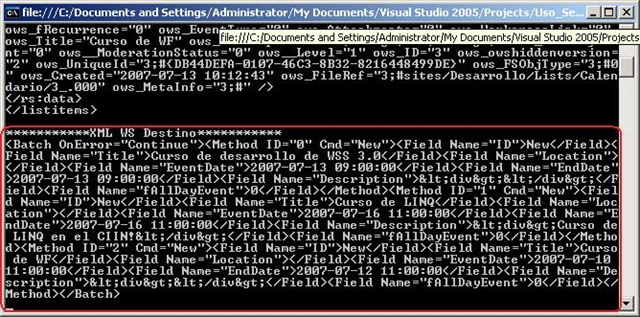 file:///C:/Documents and Settings/Administrator/My Documents/Visual Studio 2005/Projects/Uso_Se...
file:///C:/Documents and Settings/Administrator/My Documents/Visual Studio 2005/Projects
ows_Title="Curso de WF" ows_
nt="0" ows__ModerationStatus="0" ows__Level="1" ows_ID="3" ows_owshiddenversion=
"2" ows_UniqueId="3;#{DB44DEFA-0107-46C3-8B32-8216448499DE}" ows_FSObjType="3;#0
" ows_Created="2007-07-13 10:12:43" ows_FileRef="3;#sites/Desarrollo/Lists/Calen
dario/3_.000" ows_MetaInfo="3;#" />
</rs:data>
</listitems>
***********XML WS Destino***********
<Batch OnError="Continue"><Method ID="0" Cmd="New"><Field Name="ID">New</Field><
Field Name="Title">Curso de desarrollo de WSS 3.0</Field><Field Name="Location">
</Field><Field Name="EventDate">2007-07-13 09:00:00</Field><Field Name="EndDate"
>2007-07-13 09:00:00</Field><Field Name="Description">&lt;div&gt;&lt;/div&gt;</F
ield><Field Name="fAllDayEvent">0</Field></Method><Method ID="1" Cmd="New"><Fiel
d Name="ID">New</Field><Field Name="Title">Curso de LINQ</Field><Field Name="Loc
ation"></Field><Field Name="EventDate">2007-07-16 11:00:00</Field><Field Name="E
ndDate">2007-07-16 11:00:00</Field><Field Name="Description">&lt;div&gt;Curso de
 LINQ en el CIIN!&lt;/div&gt;</Field><Field Name="fAllDayEvent">0</Field></Metho
d><Method ID="2" Cmd="New"><Field Name="ID">New</Field><Field Name="Title">Curso
 de WF</Field><Field Name="Location"></Field><Field Name="EventDate">2007-07-10
11:00:00</Field><Field Name="EndDate">2007-07-12 11:00:00</Field><Field Name="De
scription">&lt;div&gt;&lt;/div&gt;</Field><Field Name="fAllDayEvent">0</Field></
Method></Batch>